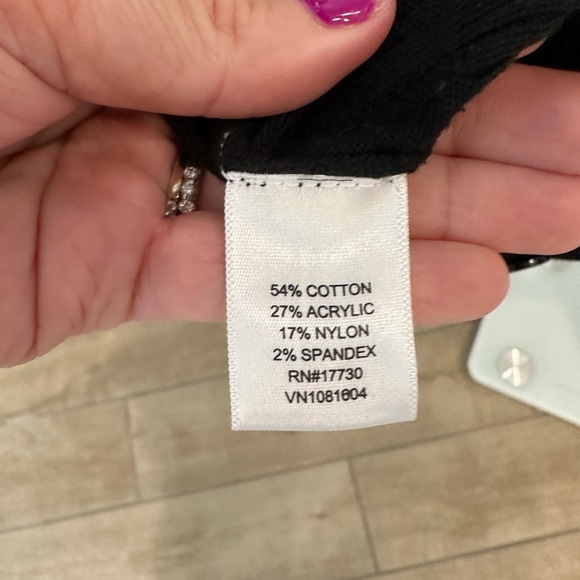 54% COTTON
27% ACRYLIC
17% NYLON
2% SPANDEX
RN#17730
VN1081604